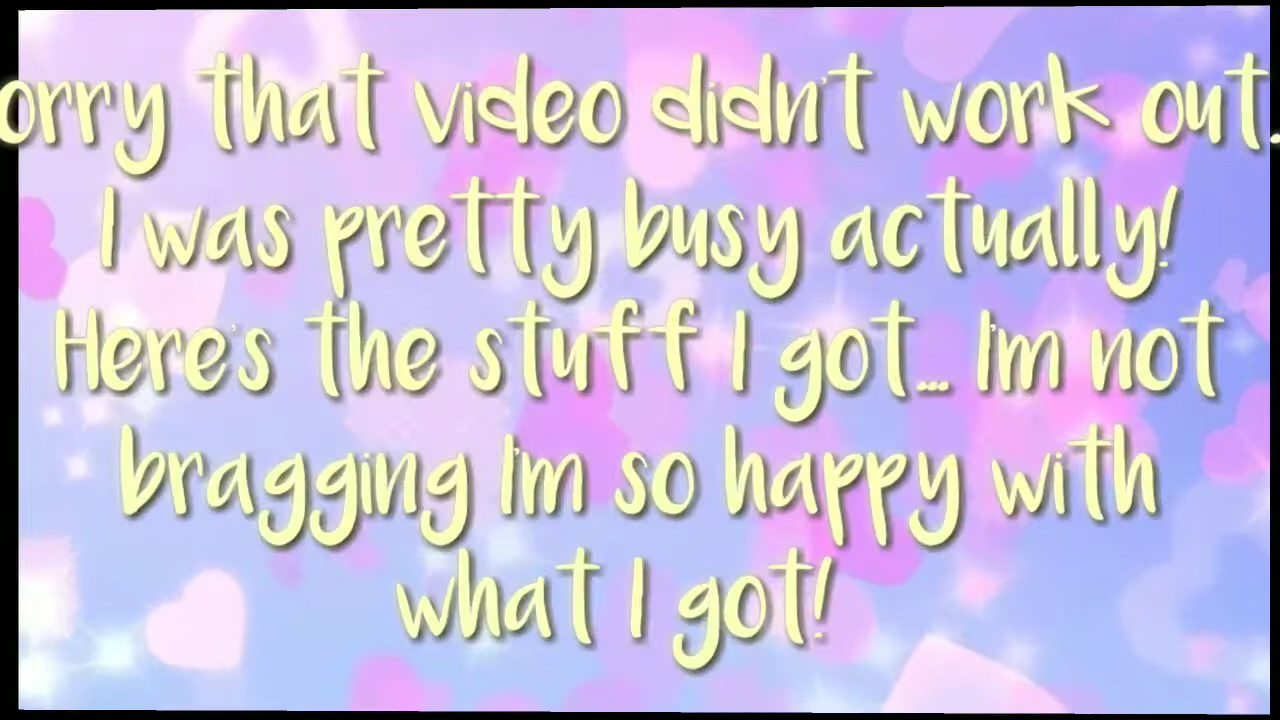 orry that video didn't work out.
I was pretty busy actually!
Here's the stuff I got... I'm not
bragging I'm so happy with
what I got!